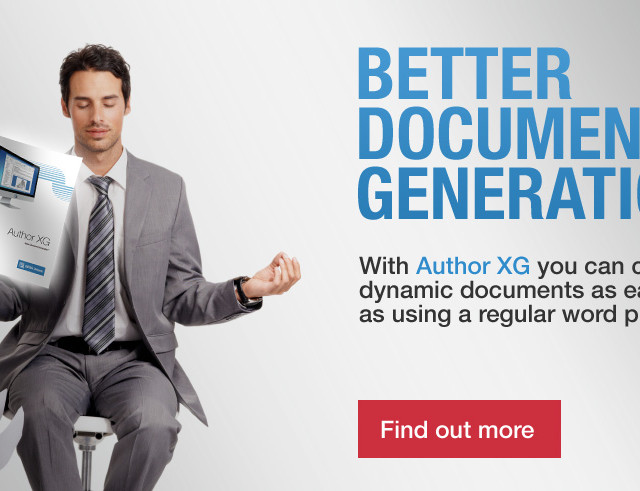 BETTER
DOCUMEN
GENERATI
With Author XG you can
dynamic documents as ea
as using a regular word p
Find out more
Author XG